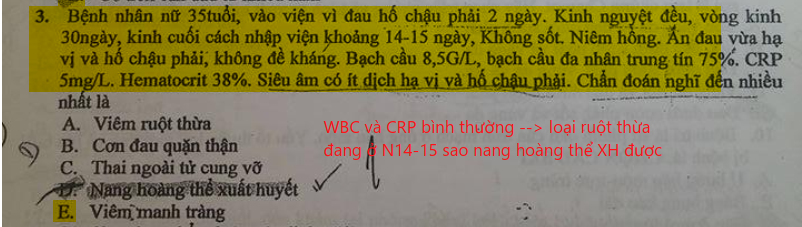 3. Bệnh nhân nữ 35tuổi, vào viện vì đau hố chậu phải 2 ngày. Kinh nguyệt đều, vòng kinh
30ngày, kinh cuối cách nhập viện khoảng 14-15 ngày, Không sốt. Niêm hồng. Ấn đau vừa hạ
vị và hố chậu phải, không đề kháng. Bạch cầu 8,5G/L, bạch cầu đa nhân trung tín 75%. CRP
5mg/L. Hematocrit 38%. Siêu âm có ít dịch hạ vị và hố chậu phải. Chẩn đoán nghĩ đến nhiều
nhất là
A. Viêm ruột thừa
WBC và CRP bình thường --> loại ruột thừa
B. Cơn đau quặn thận
đang ở N14-15 sao nang hoàng thể XH được
C. Thai ngoài tử cung vỡ
D. Nang hoàng thể xuất huyết
E. Viêm manh tràng